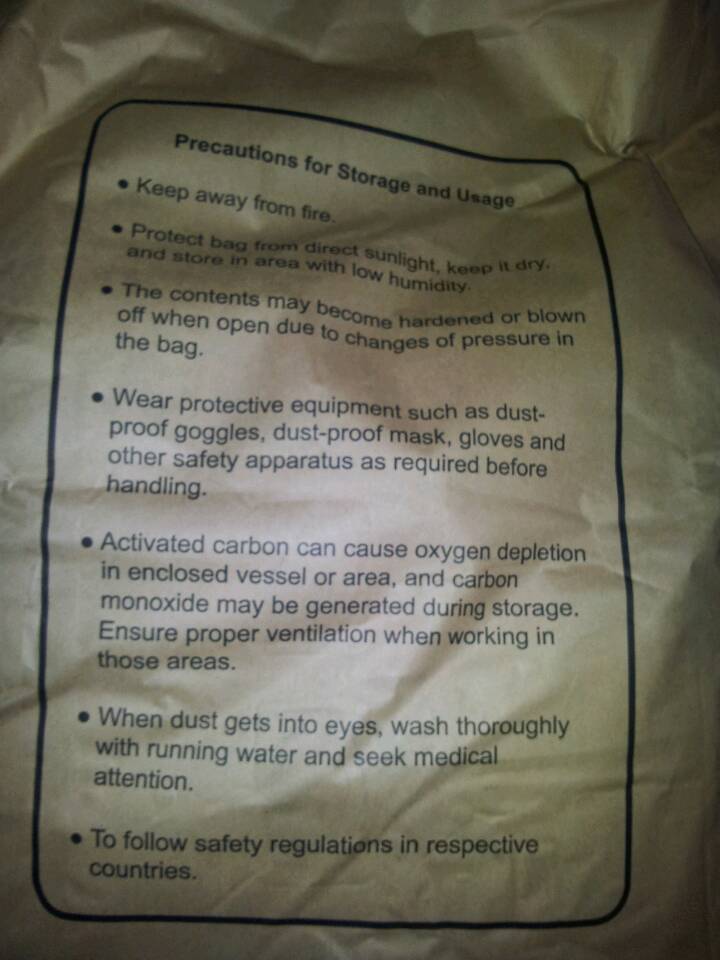 Precautions for Storage and Usage
• Keep away from fire.
• Protect bag from direct sunlight, keep it dry.
and store in area with low humidity.
• The contents may become hardened or blown
off when open due to changes of pressure in
the bag.
• Wear protective equipment such as dust-
proof goggles, dust-proof mask, gloves and
other safety apparatus as required before
handling.
• Activated carbon can cause oxygen depletion
in enclosed vessel or area, and carbon
monoxide may be generated during storage.
Ensure proper ventilation when working in
those areas.
• When dust gets into eyes, wash thoroughly
with running water and seek medical
attention.
• To follow safety regulations in respective
countries.